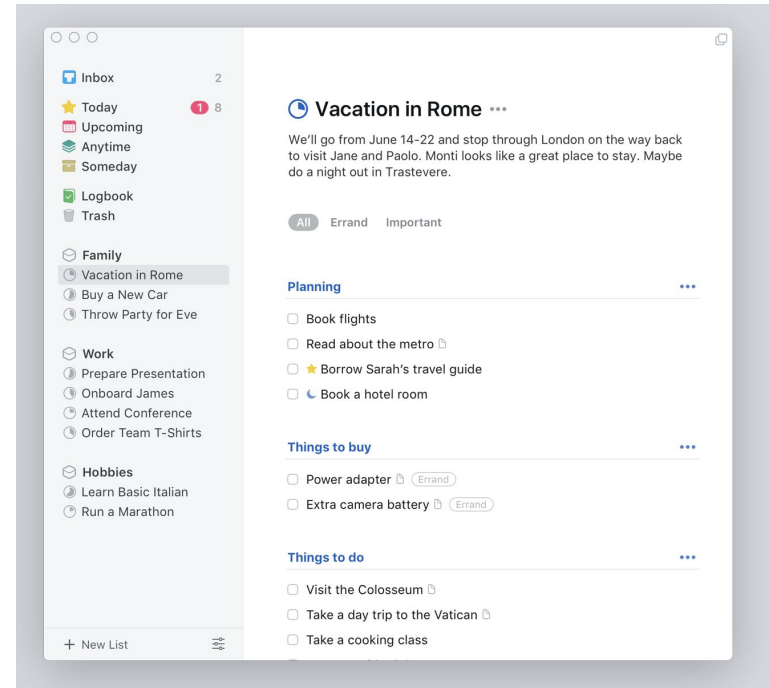 Inbox 2
Today 1 8
Upcoming
Anytime
Someday
Logbook
Trash
Family
Vacation in Rome
Buy a New Car
Throw Party for Eve
Work
Prepare Presentation
Onboard James
Attend Conference
Order Team T-Shirts
Hobbies
Learn Basic Italian
Run a Marathon
+ New List
Vacation in Rome
We’ll go from June 14-22 and stop through London on the way back
to visit Jane and Paolo. Monti looks like a great place to stay. Maybe
do a night out in Trastevere.
All Errand Important
Planning
Book flights
Read about the metro
Borrow Sarah’s travel guide
Book a hotel room
Things to buy
Power adapter Errand
Extra camera battery Errand
Things to do
Visit the Colosseum
Take a day trip to the Vatican
Take a cooking class